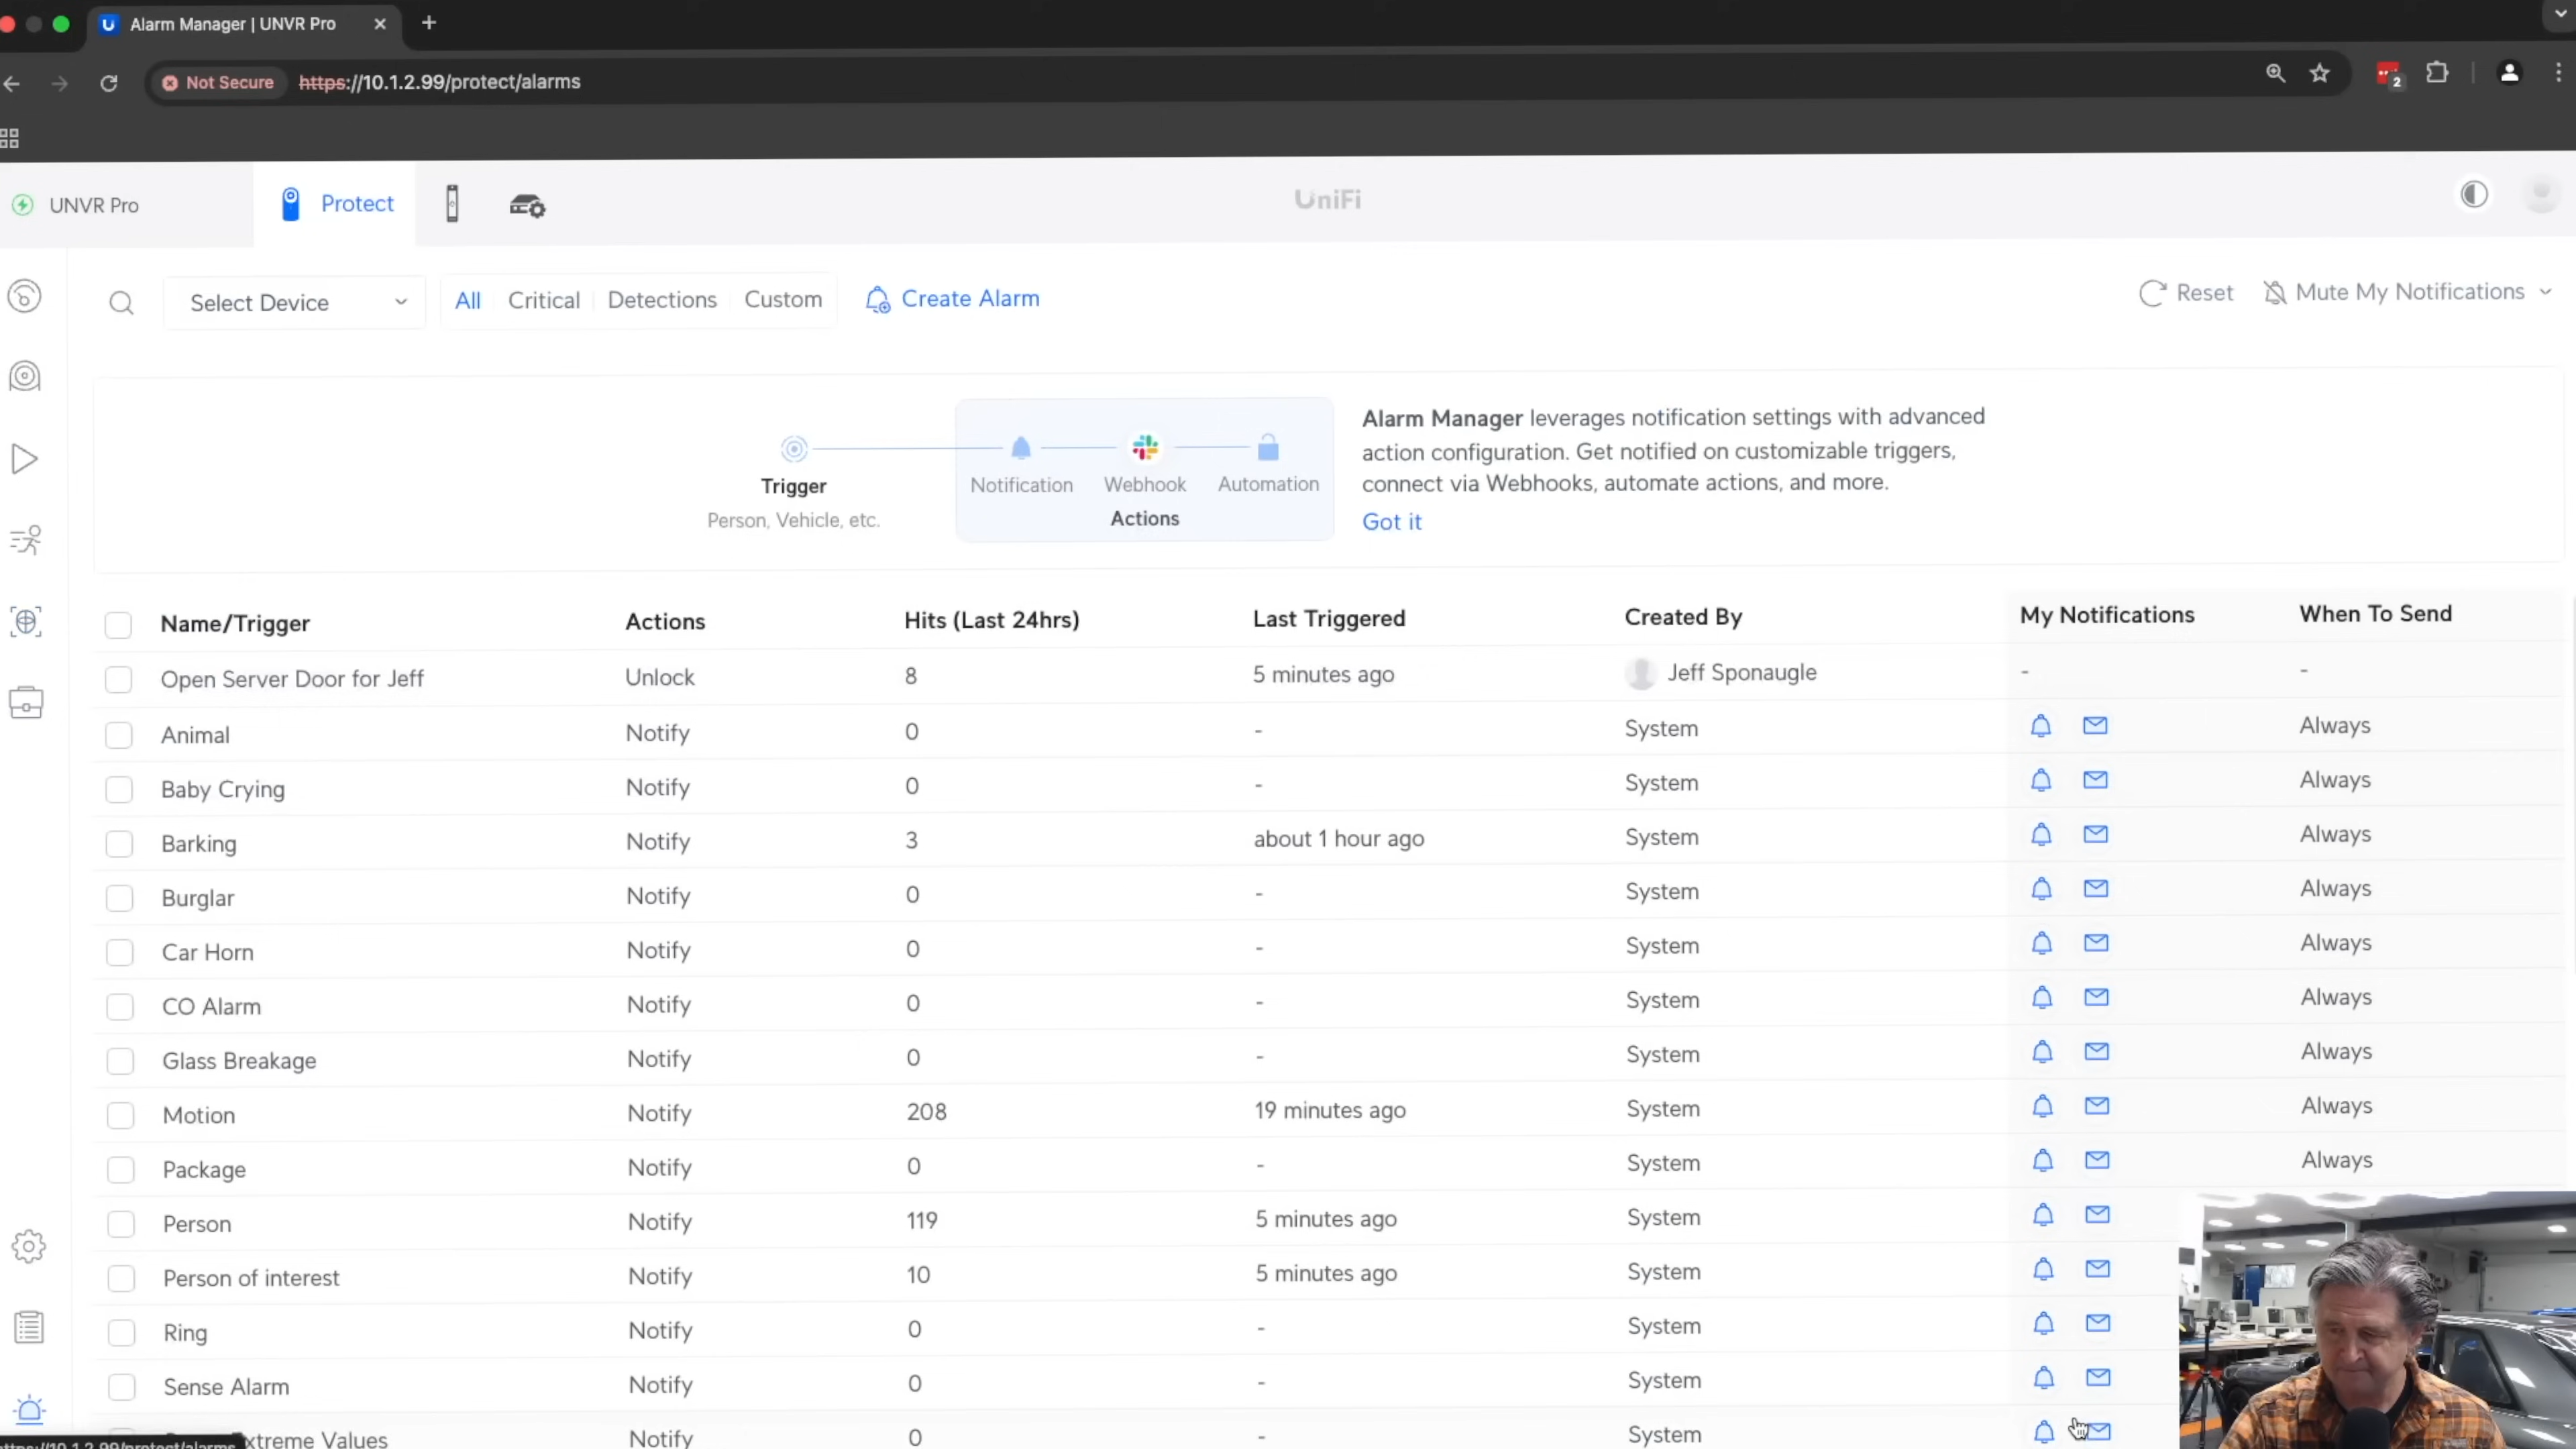 Alarm Manager | UNVR Pro
Not Secure https://10.1.2.99/protect/alarms
2
UNVR Pro Protect UniFi
Select Device All Critical Detections Custom Create Alarm Reset Mute My Notifications
Trigger
Person, Vehicle, etc.
Notification Webhook Automation
Actions
Alarm Manager leverages notification settings with advanced
action configuration. Get notified on customizable triggers,
connect via Webhooks, automate actions, and more.
Got it
Name/Trigger Actions Hits (Last 24hrs) Last Triggered Created By My Notifications When To Send
Open Server Door for Jeff Unlock 8 5 minutes ago Jeff Sponaugle - -
Animal Notify 0 - System Always
Baby Crying Notify 0 - System Always
Barking Notify 3 about 1 hour ago System Always
Burglar Notify 0 - System Always
Car Horn Notify 0 - System Always
CO Alarm Notify 0 - System Always
Glass Breakage Notify 0 - System Always
Motion Notify 208 19 minutes ago System Always
Package Notify 0 - System Always
Person Notify 119 5 minutes ago System
Person of interest Notify 10 5 minutes ago System
Ring Notify 0 - System
Sense Alarm Notify 0 - System
Extreme Values Notify 0 - System
https://10.1.2.99/protect/alarms